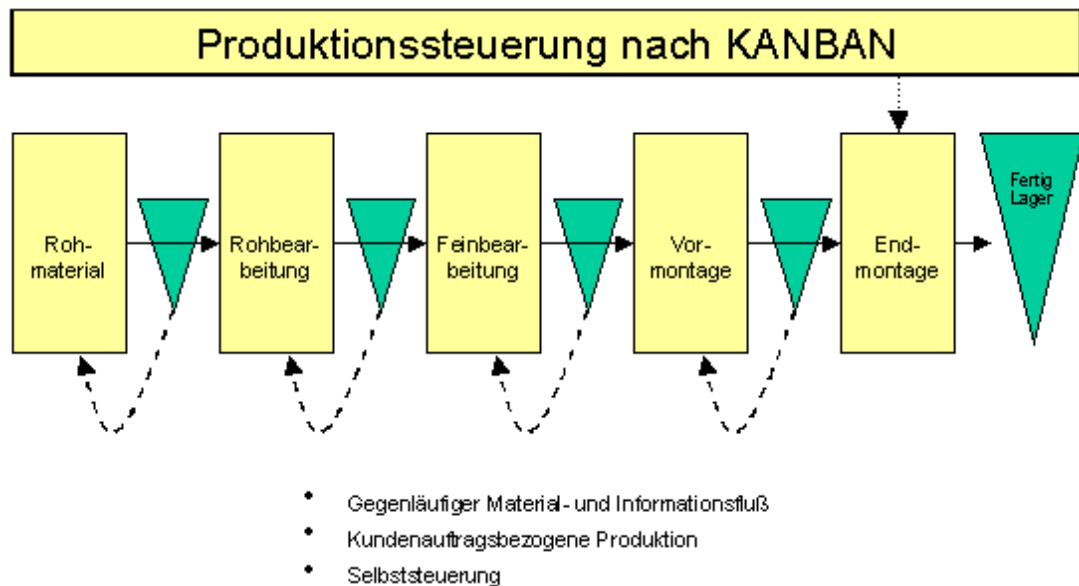 Produktionssteuerung nach KANBAN
Roh-
material
Rohbear-
beitung
Feinbear-
beitung
Vor-
montage
End-
montage
Fertig
Lager
• Gegenläufiger Material- und Informationsfluß
• Kundenauftragsbezogene Produktion
• Selbststeuerung